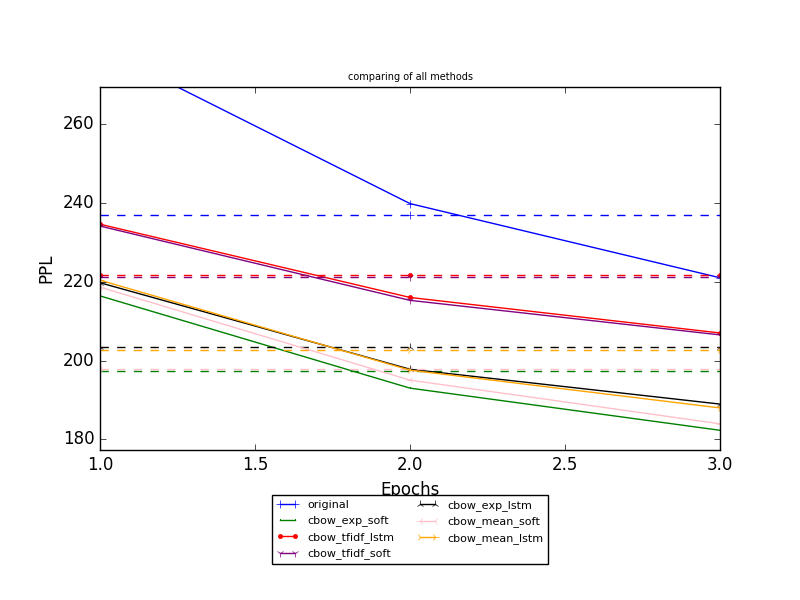 comparing of all methods
PPL
260
240
220
200
180
1.0 1.5 2.0 2.5 3.0
Epochs
original
cbow_exp_soft
cbow_tfidf_lstm
cbow_tfidf_soft
cbow_exp_lstm
cbow_mean_soft
cbow_mean_lstm